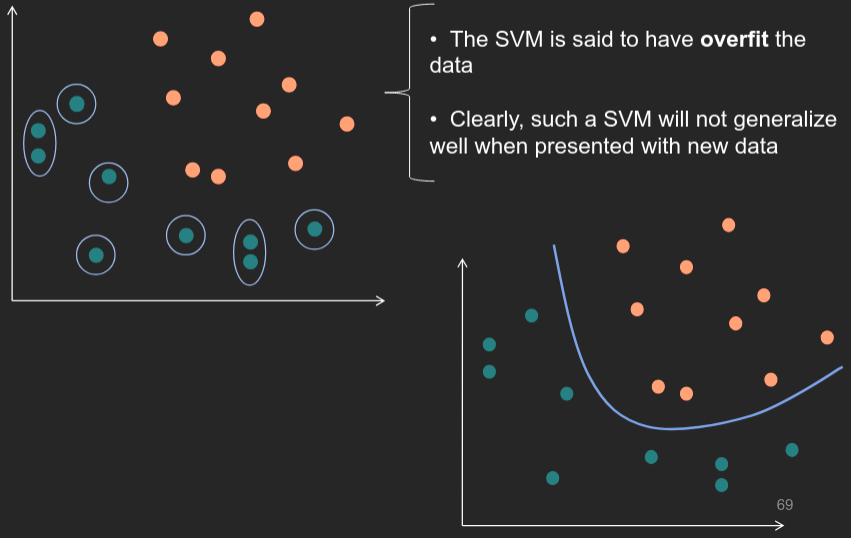 • The SVM is said to have overfit the
data
• Clearly, such a SVM will not generalize
well when presented with new data
69